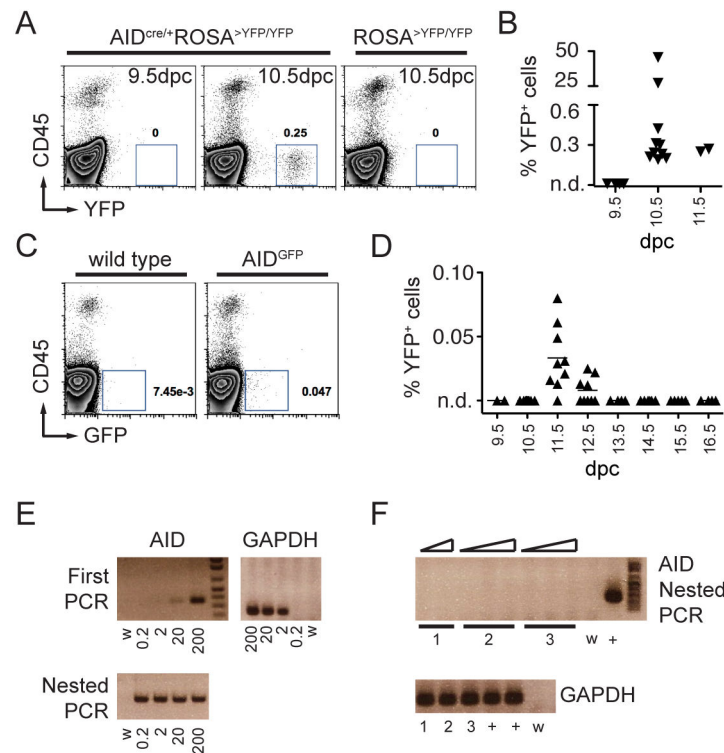 A
AID^cre/+ROSA^>YFP/YFP
ROSA^>YFP/YFP
9.5dpc
10.5dpc
10.5dpc
0
0.25
0
CD45
YFP
B
% YFP⁺ cells
50
25
0.6
0.3
n.d.
9.5
10.5
11.5
dpc
C
wild type
AID^GFP
7.45e-3
0.047
CD45
GFP
D
% YFP⁺ cells
0.10
0.05
n.d.
9.5
10.5
11.5
12.5
13.5
14.5
15.5
16.5
dpc
E
AID
GAPDH
First
PCR
w 0.2 2 20 200
200 20 2 0.2 w
Nested
PCR
w 0.2 2 20 200
F
AID
Nested
PCR
1 2 3 w +
GAPDH
1 2 3 + + w